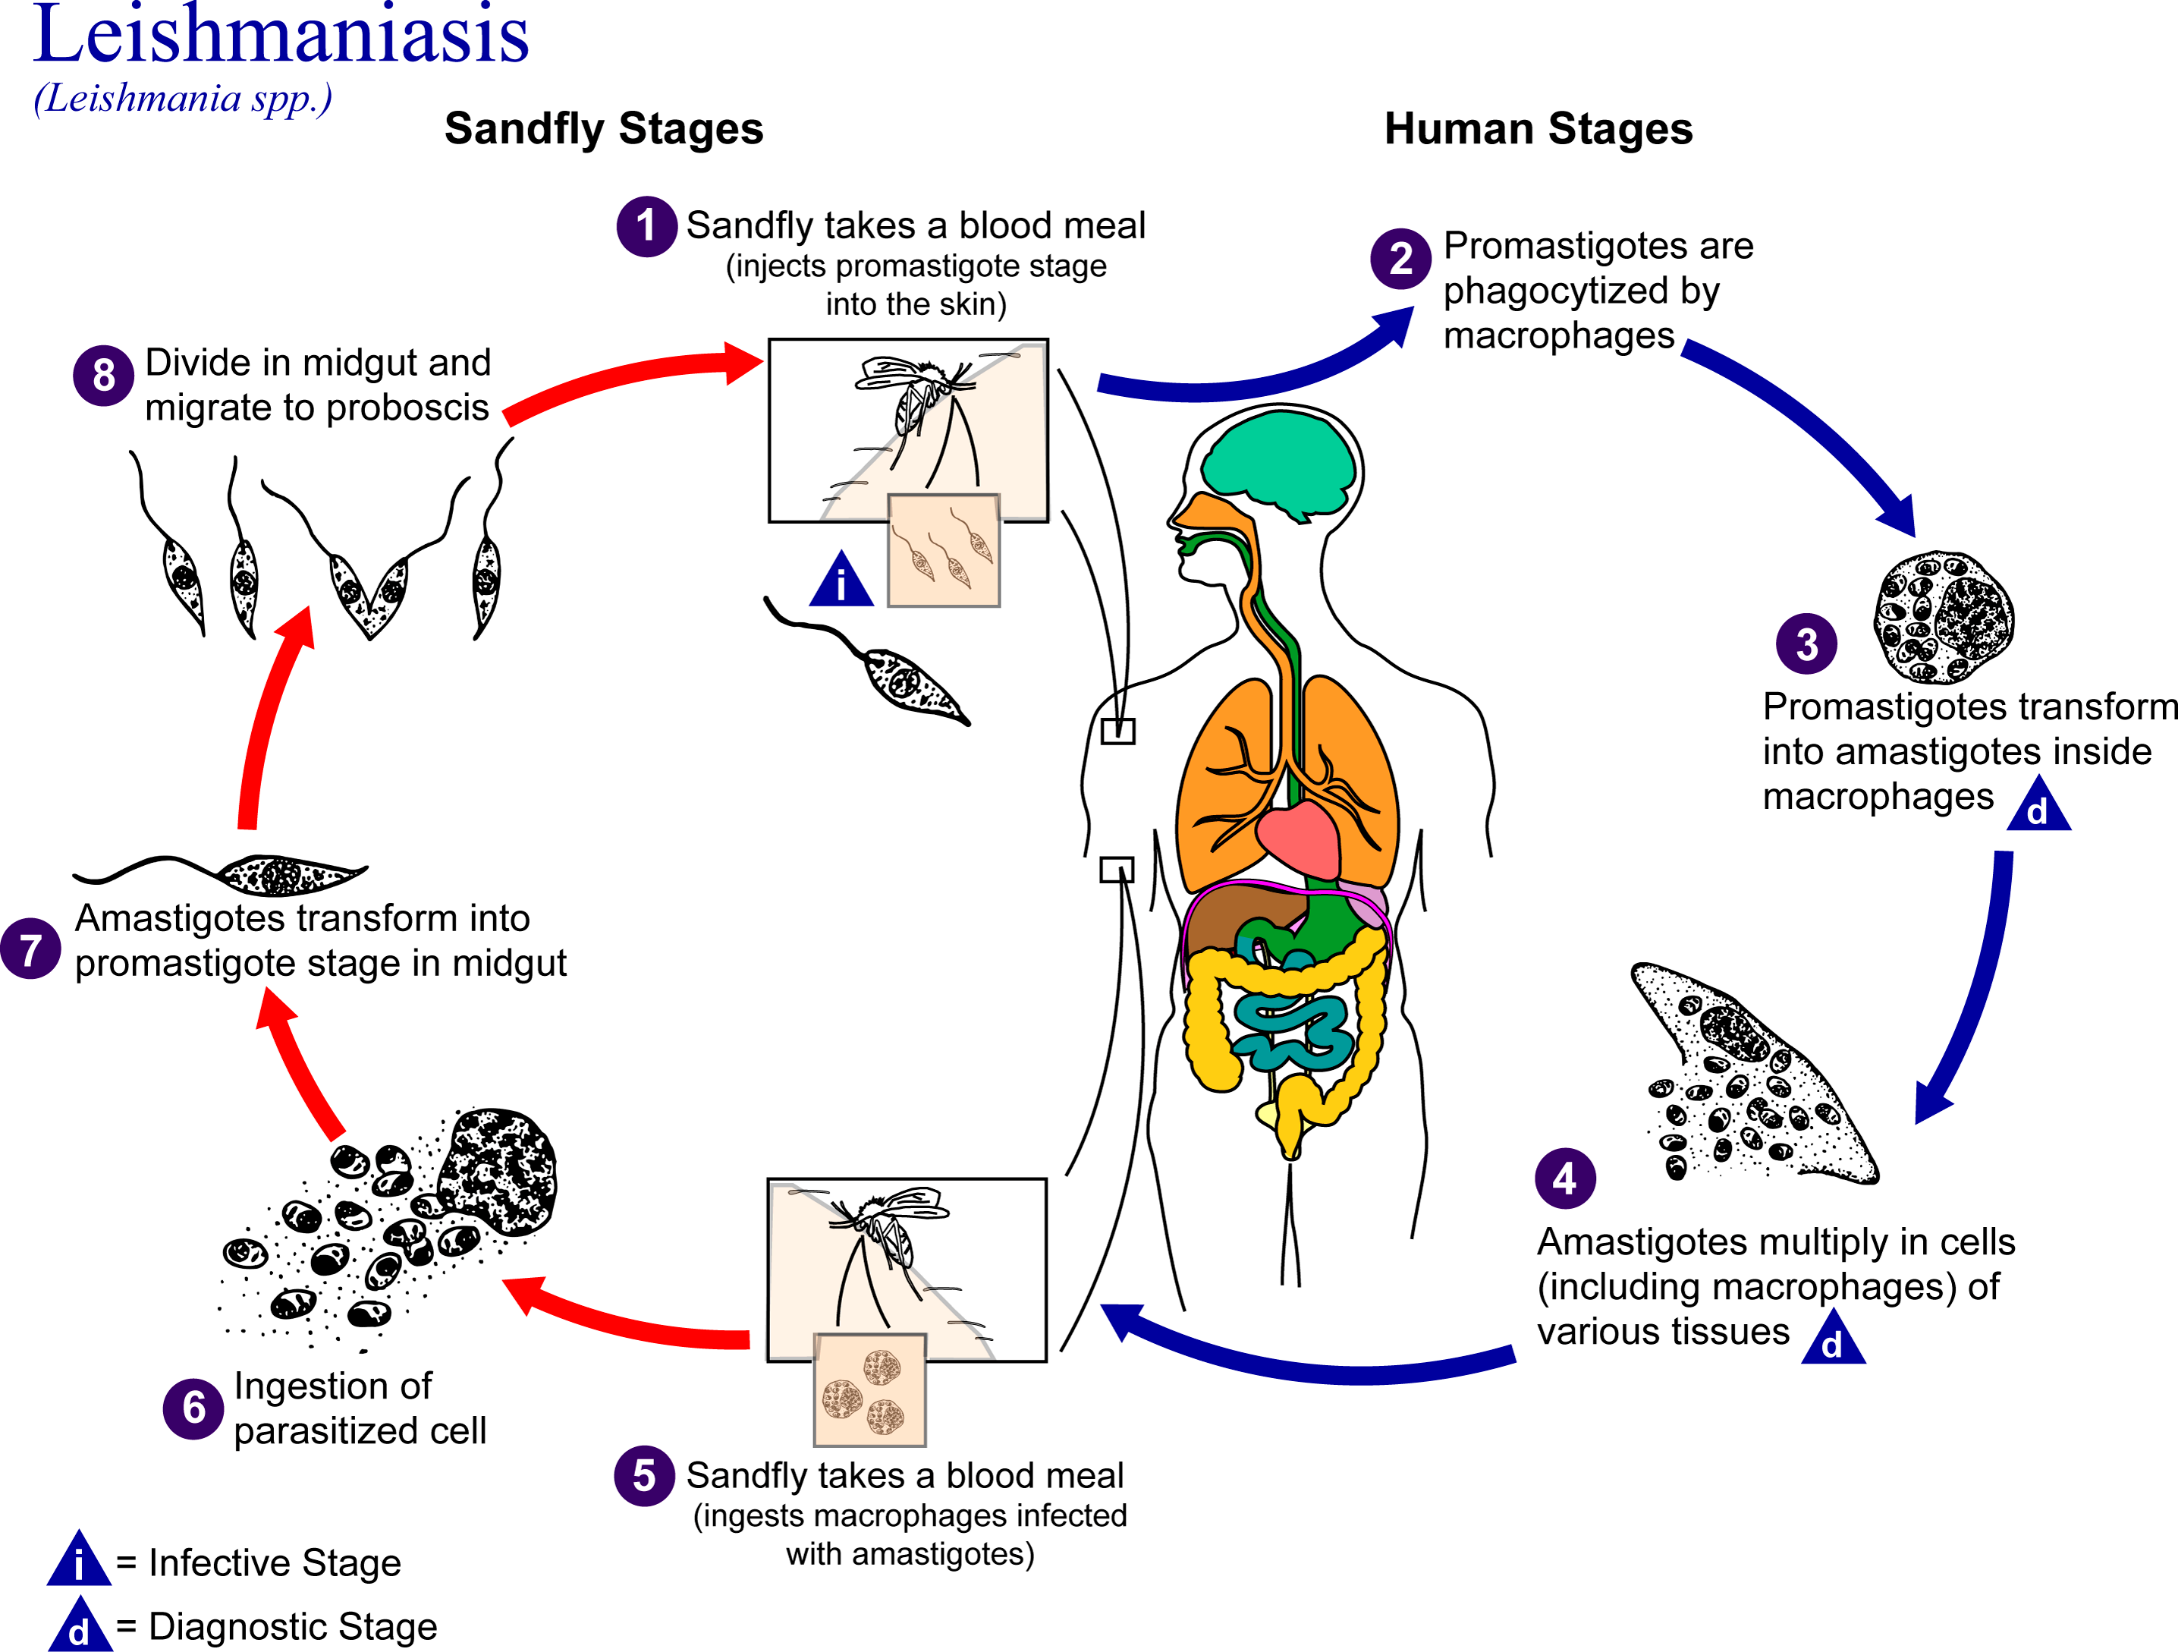 Leishmaniasis
(Leishmania spp.)
Sandfly Stages
Human Stages
1 Sandfly takes a blood meal
(injects promastigote stage
into the skin)
2 Promastigotes are
phagocytized by
macrophages
i
3
Promastigotes transform
into amastigotes inside
macrophages d
4
Amastigotes multiply in cells
(including macrophages) of
various tissues d
5 Sandfly takes a blood meal
(ingests macrophages infected
with amastigotes)
6 Ingestion of
parasitized cell
7 Amastigotes transform into
promastigote stage in midgut
8 Divide in midgut and
migrate to proboscis
i = Infective Stage
d = Diagnostic Stage